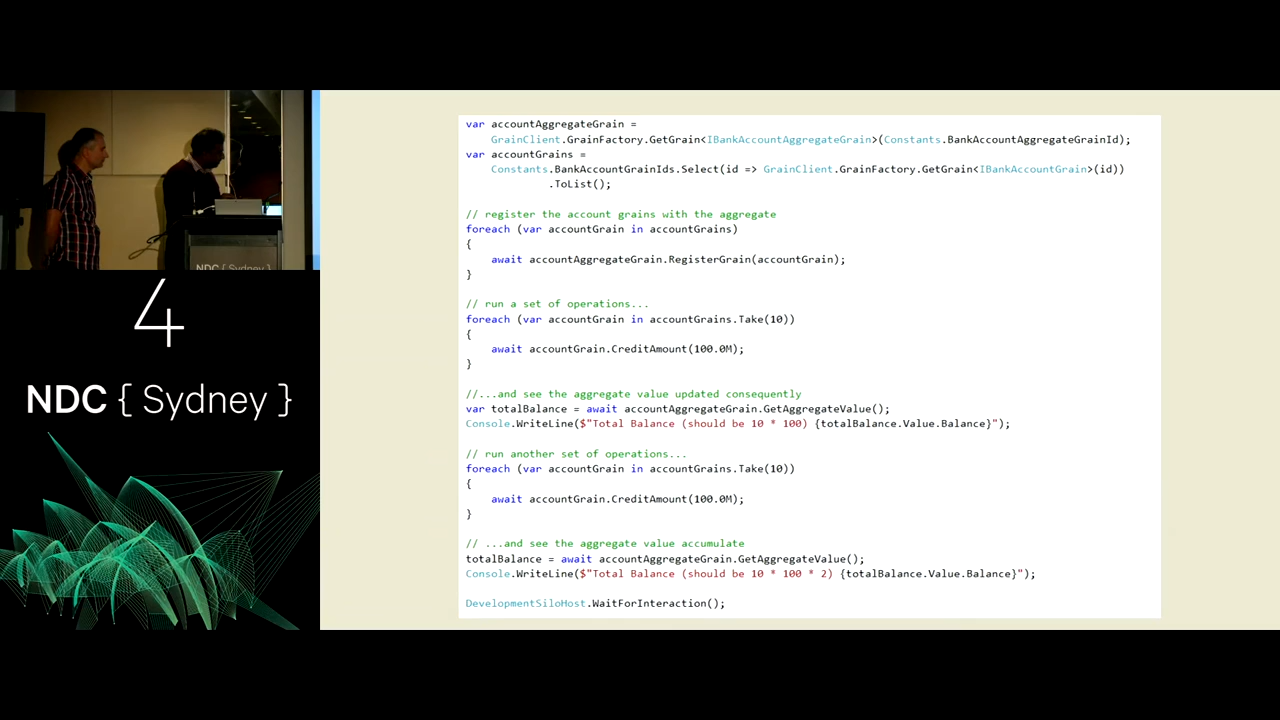 NDC { Sydney }
4
NDC { Sydney }
var accountAggregateGrain =
GrainClient.GrainFactory.GetGrain<IBankAccountAggregateGrain>(Constants.BankAccountAggregateGrainId);
var accountGrains =
Constants.BankAccountGrainIds.Select(id => GrainClient.GrainFactory.GetGrain<IBankAccountGrain>(id))
.ToList();
// register the account grains with the aggregate
foreach (var accountGrain in accountGrains)
{
await accountAggregateGrain.RegisterGrain(accountGrain);
}
// run a set of operations...
foreach (var accountGrain in accountGrains.Take(10))
{
await accountGrain.CreditAmount(100.0M);
}
//...and see the aggregate value updated consequently
var totalBalance = await accountAggregateGrain.GetAggregateValue();
Console.WriteLine($"Total Balance (should be 10 * 100) {totalBalance.Value.Balance}");
// run another set of operations...
foreach (var accountGrain in accountGrains.Take(10))
{
await accountGrain.CreditAmount(100.0M);
}
// ...and see the aggregate value accumulate
totalBalance = await accountAggregateGrain.GetAggregateValue();
Console.WriteLine($"Total Balance (should be 10 * 100 * 2) {totalBalance.Value.Balance}");
DevelopmentSiloHost.WaitForInteraction();